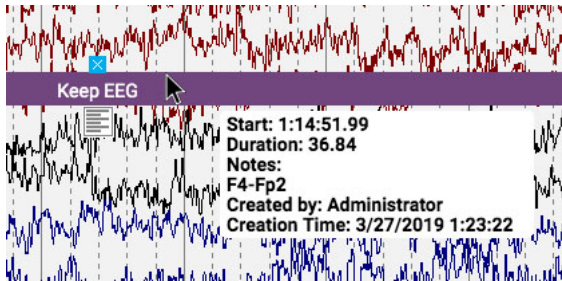 Keep EEG
Start: 1:14:51.99
Duration: 36.84
Notes:
F4-Fp2
Created by: Administrator
Creation Time: 3/27/2019 1:23:22